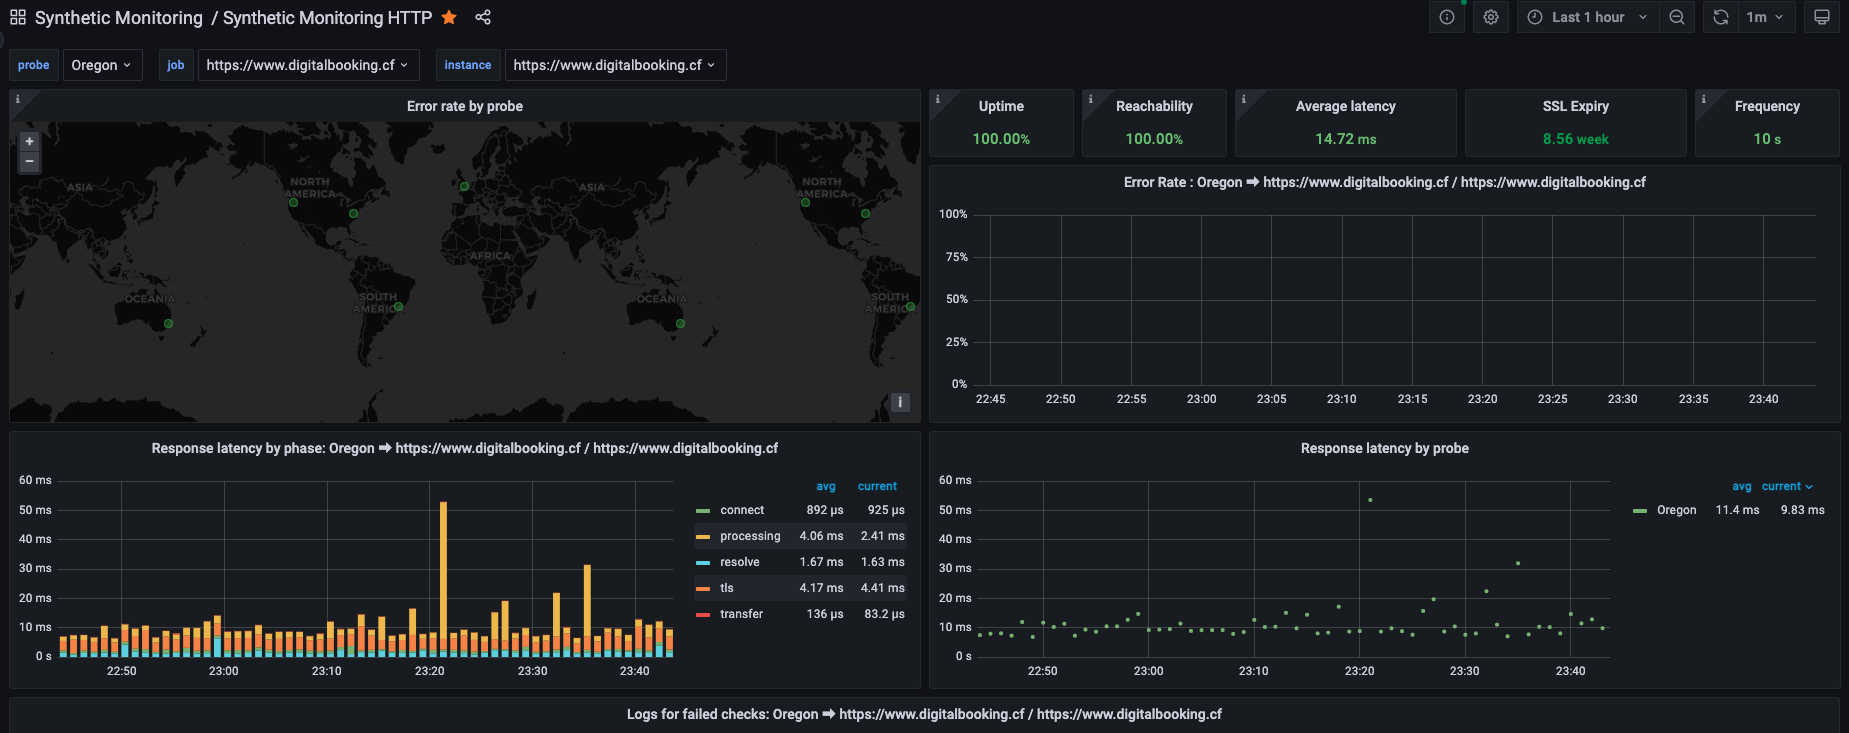 Synthetic Monitoring / Synthetic Monitoring HTTP
Last 1 hour
1m
probe Oregon job https://www.digitalbooking.cf instance https://www.digitalbooking.cf
Error rate by probe
+
−
ASIA
NORTH AMERICA
ASIA
NORTH AMERICA
AFRICA
OCEANIA
SOUTH AMERICA
OCEANIA
SOUTH AMERICA
i
Uptime
100.00%
Reachability
100.00%
Average latency
14.72 ms
SSL Expiry
8.56 week
Frequency
10 s
Error Rate : Oregon ➡ https://www.digitalbooking.cf / https://www.digitalbooking.cf
100%
75%
50%
25%
0%
22:45 22:50 22:55 23:00 23:05 23:10 23:15 23:20 23:25 23:30 23:35 23:40
Response latency by phase: Oregon ➡ https://www.digitalbooking.cf / https://www.digitalbooking.cf
60 ms
50 ms
40 ms
30 ms
20 ms
10 ms
0 s
22:50 23:00 23:10 23:20 23:30 23:40
avg current
connect 892 µs 925 µs
processing 4.06 ms 2.41 ms
resolve 1.67 ms 1.63 ms
tls 4.17 ms 4.41 ms
transfer 136 µs 83.2 µs
Response latency by probe
60 ms
50 ms
40 ms
30 ms
20 ms
10 ms
0 s
22:50 23:00 23:10 23:20 23:30 23:40
avg current
Oregon 11.4 ms 9.83 ms
Logs for failed checks: Oregon ➡ https://www.digitalbooking.cf / https://www.digitalbooking.cf